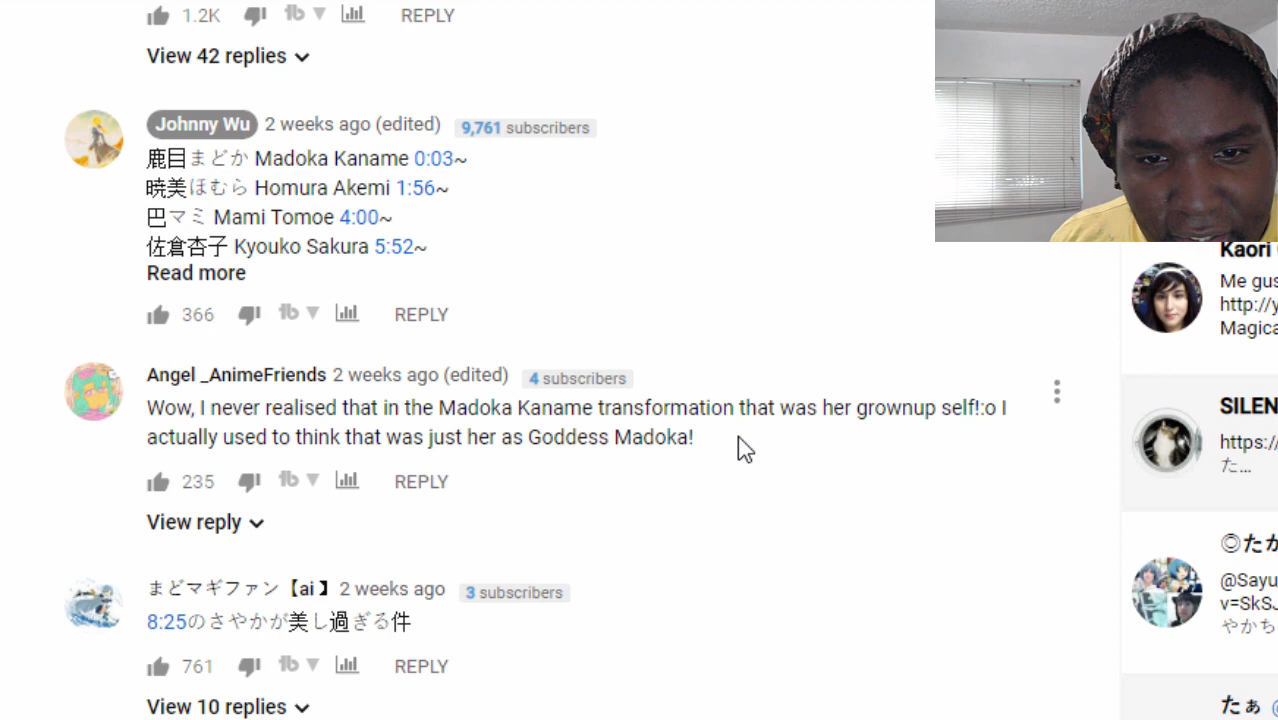 1.2K REPLY
View 42 replies
Johnny Wu 2 weeks ago (edited) 9,761 subscribers
鹿目まどか Madoka Kaname 0:03~
暁美ほむら Homura Akemi 1:56~
巴マミ Mami Tomoe 4:00~
佐倉杏子 Kyouko Sakura 5:52~
Read more
366 REPLY
Angel _AnimeFriends 2 weeks ago (edited) 4 subscribers
Wow, I never realised that in the Madoka Kaname transformation that was her grownup self!:o I
actually used to think that was just her as Goddess Madoka!
235 REPLY
View reply
まどマギファン【ai】 2 weeks ago 3 subscribers
8:25のさやかが美し過ぎる件
761 REPLY
View 10 replies
Kaori
Me gus
http://y
Magica
SILEN
https:/
た...
◎たか
@Sayu
v=SkSJ
やかち
たぁ